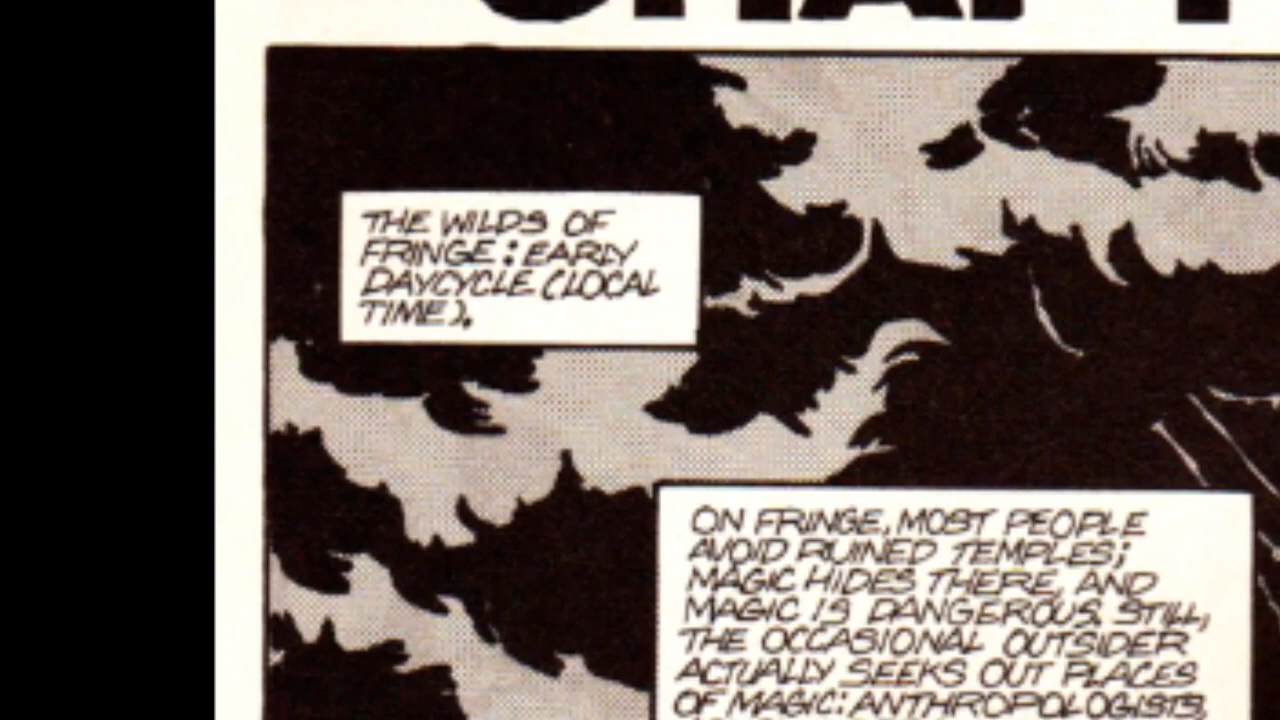 CHAPT
THE WILDS OF
FRINGE: EARLY
DAYCYCLE (LOCAL
TIME).
ON FRINGE, MOST PEOPLE
AVOID RUINED TEMPLES;
MAGIC HIDES THERE, AND
MAGIC IS DANGEROUS. STILL,
THE OCCASIONAL OUTSIDER
ACTUALLY SEEKS OUT PLACES
OF MAGIC: ANTHROPOLOGISTS,